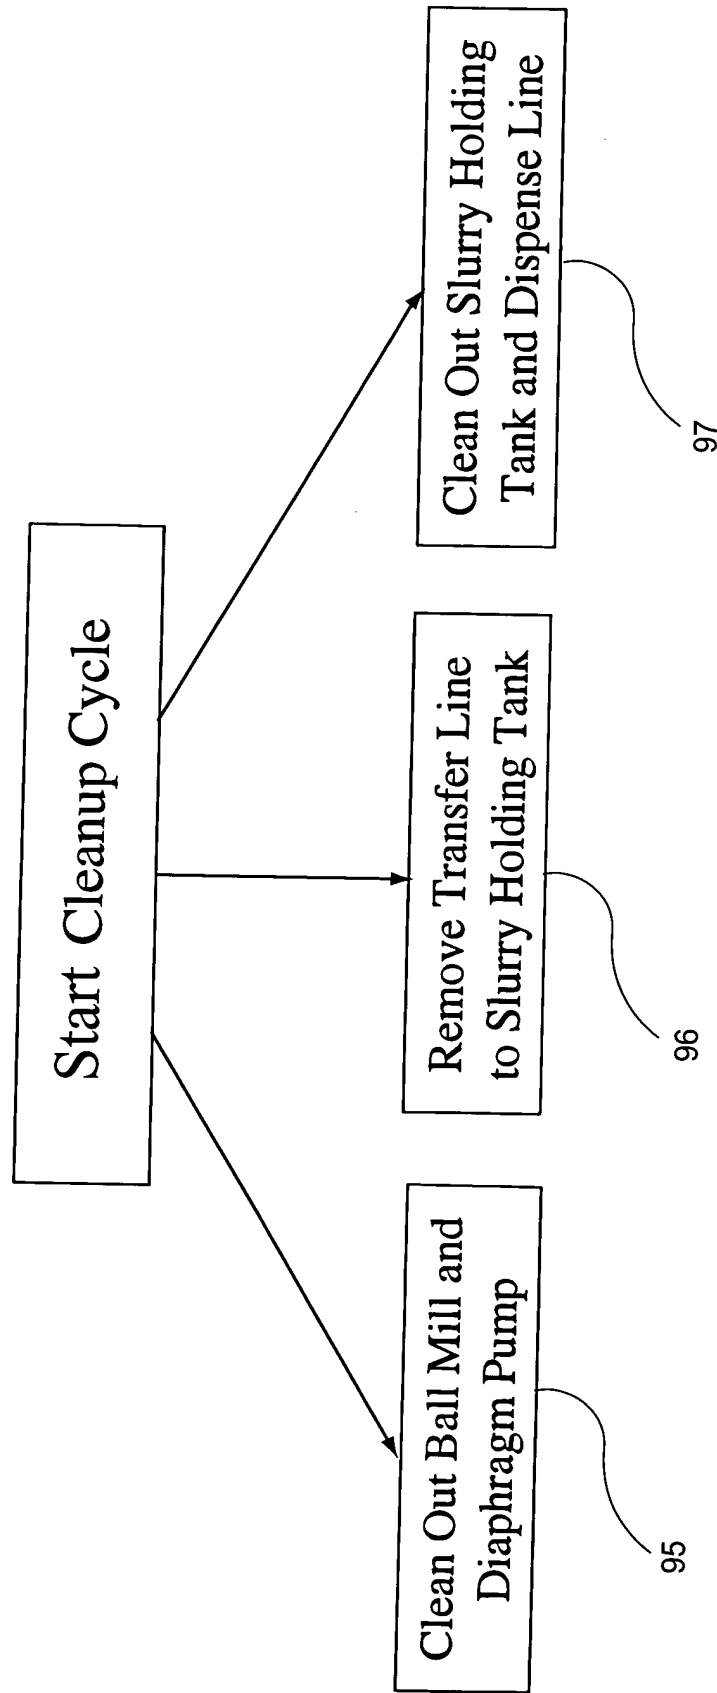 Start Cleanup Cycle
Clean Out Ball Mill and
Diaphragm Pump
95
Remove Transfer Line
to Slurry Holding Tank
96
Clean Out Slurry Holding
Tank and Dispense Line
97